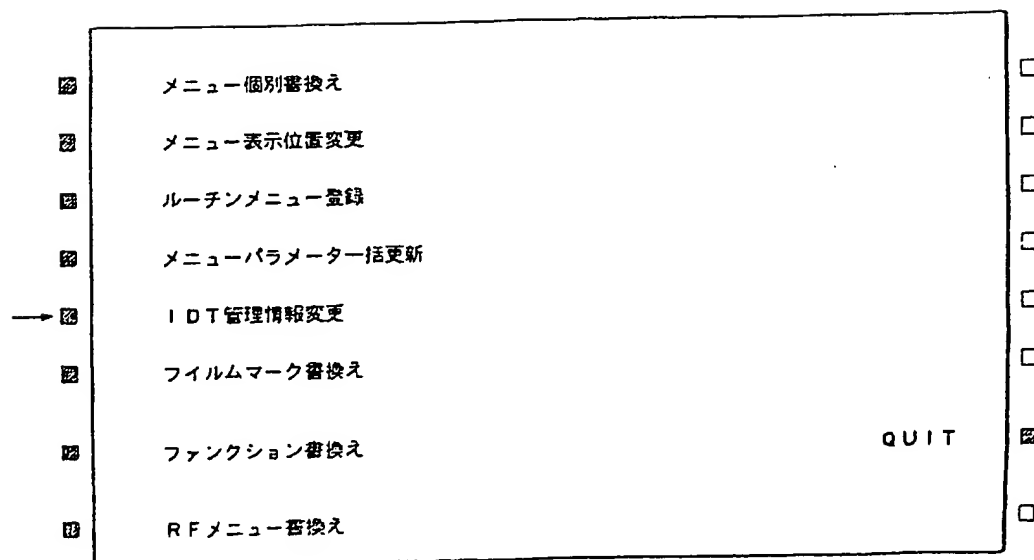 メニュー個別書換え
メニュー表示位置変更
ルーチンメニュー登録
メニューパラメータ一括更新
IDT管理情報変更
フイルムマーク書換え
ファンクション書換え
QUIT
RFメニュー書換え